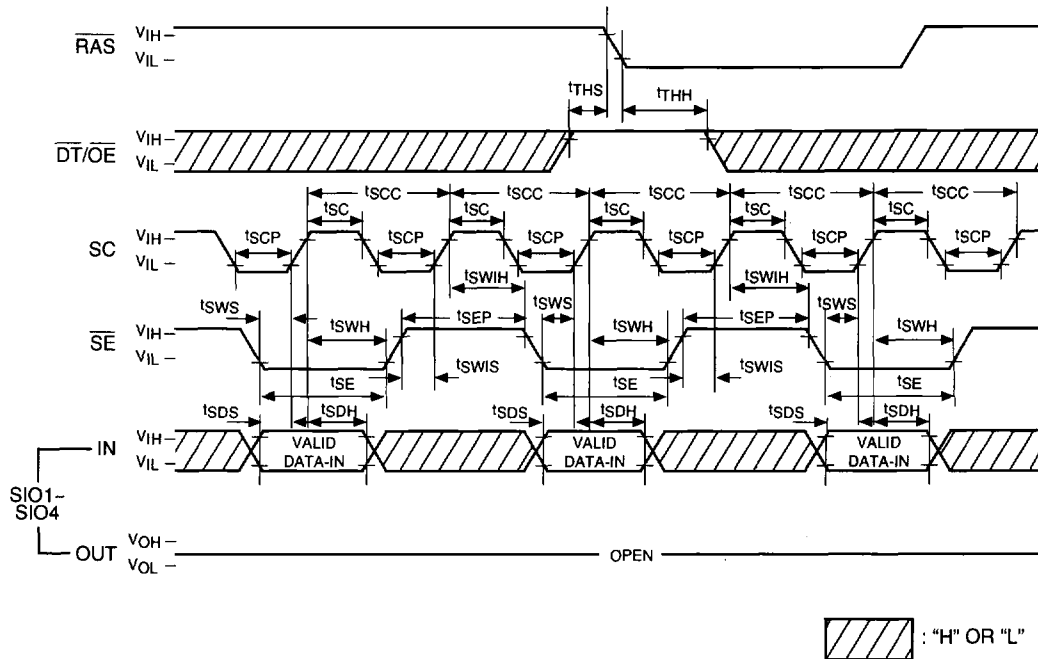 RAS VIH VIL
tTHS tTHH
DT/OE VIH VIL
tSCC tSCC tSCC tSCC tSCC
tSC tSC tSC tSC tSC
tSCP tSCP tSCP tSCP tSCP tSCP
SC VIH VIL
tSWIH tSWIH
tSWS tSWS tSWS
tSWH tSEP tSWH tSEP tSWH
SE VIH VIL
tSE tSWIS tSE tSWIS tSE
tSDS tSDH tSDS tSDH tSDS tSDH
IN VIH VIL
VALID DATA-IN VALID DATA-IN VALID DATA-IN
SIO1~
SIO4
OUT VOH VOL
OPEN
: "H" OR "L"